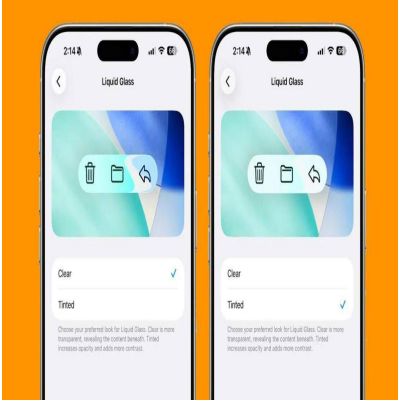 2:14
Liquid Glass
Clear
Tinted
Choose your preferred look for Liquid Glass. Clear is more
transparent, revealing the content beneath. Tinted
increases opacity and adds more contrast.
2:14
Liquid Glass
Clear
Tinted
Choose your preferred look for Liquid Glass. Clear is more
transparent, revealing the content beneath. Tinted
increases opacity and adds more contrast.